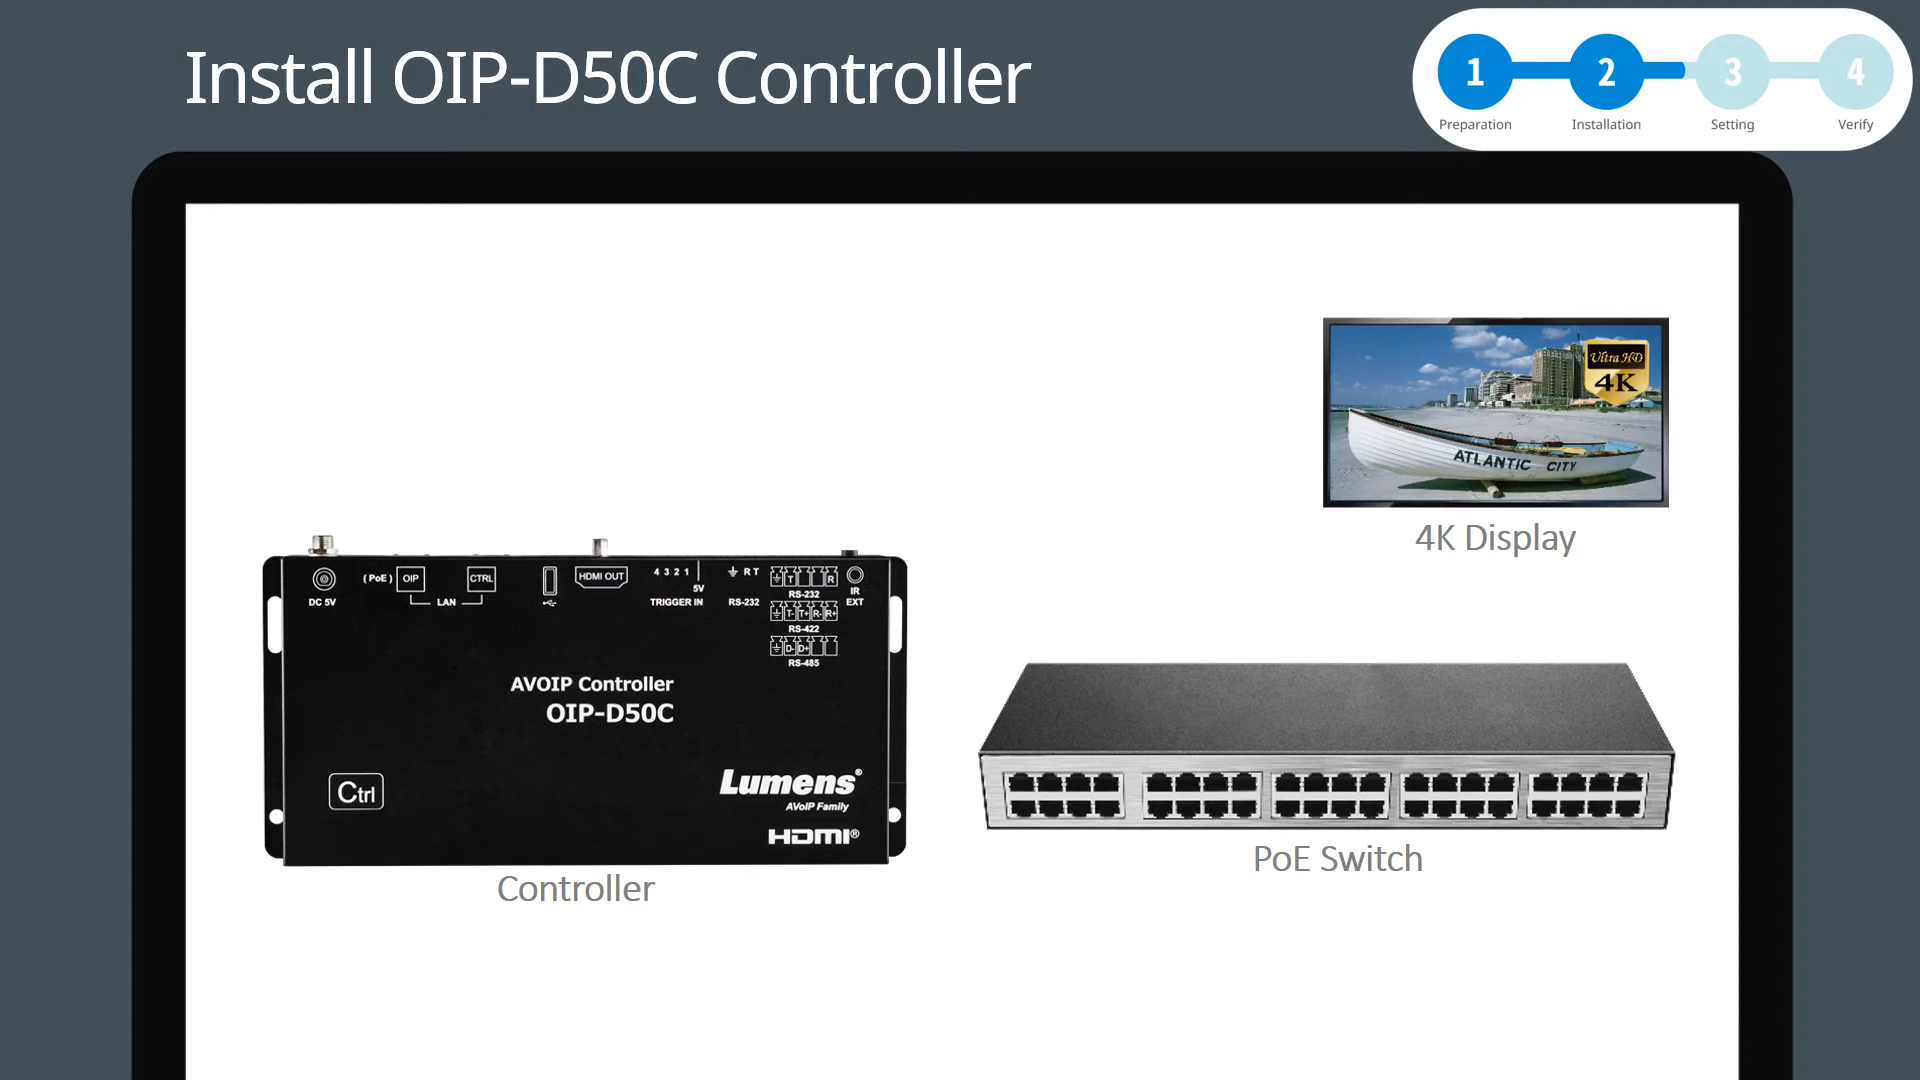 Install OIP-D50C Controller
1 2 3 4
Preparation Installation Setting Verify
Ultra HD
4K
ATLANTIC CITY
4K Display
(PoE) OIP CTRL HDMI OUT 4 3 2 1 R T T R
5V
DC 5V LAN TRIGGER IN RS-232 RS-232 IR
EXT
T- T+ R- R+
RS-422
D- D+
RS-485
AVOIP Controller
OIP-D50C
Ctrl
Lumens®
AVoIP Family
HDMI®
Controller
PoE Switch